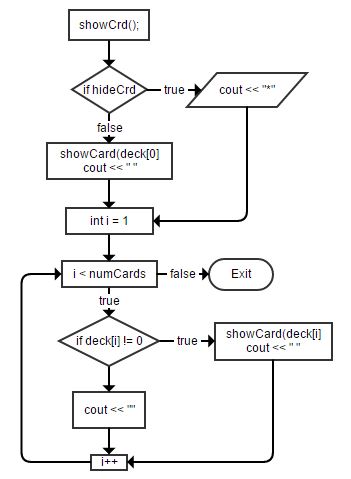 showCrd();
if hideCrd
true
cout << "*"
false
showCard(deck[0]
cout << " "
int i = 1
i < numCards
false
Exit
true
if deck[i] != 0
true
showCard(deck[i]
cout << " "
cout << ""
i++